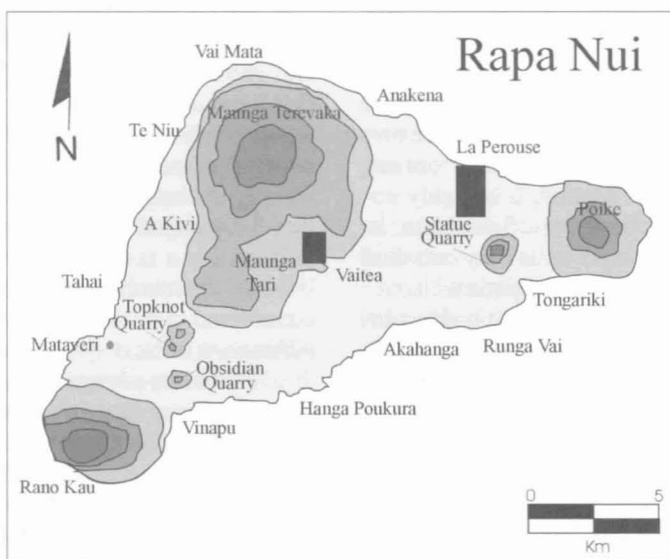 Rapa Nui
Vai Mata
Anakena
Maunga Terevaka
Te Niu
La Perouse
N
A Kivi
Statue
Quarry
Poike
Maunga
Tari
Vaitea
Tahai
Tongariki
Topknot
Quarry
Mataveri
Akahanga
Runga Vai
Obsidian
Quarry
Hanga Poukura
Vinapu
Rano Kau
0
5
Km